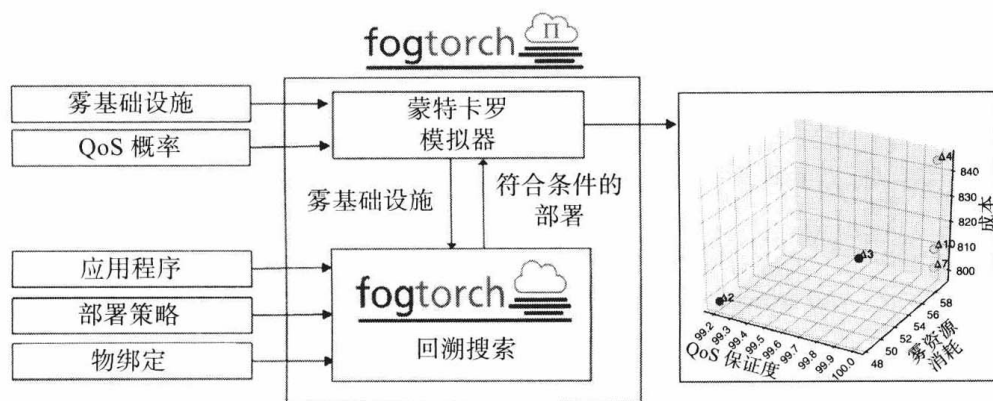 Π
fogtorch
雾基础设施
QoS 概率
蒙特卡罗
模拟器
雾基础设施
符合条件的
部署
应用程序
部署策略
物绑定
fogtorch
回溯搜索
Δ4
840
830
820
成本
Δ10
810
Δ3
Δ7
800
Δ2
58
56
54
52
50
48
雾资源
消耗
99.2
99.3
99.4
99.5
99.6
99.7
99.8
99.9
100.0
QoS 保证度